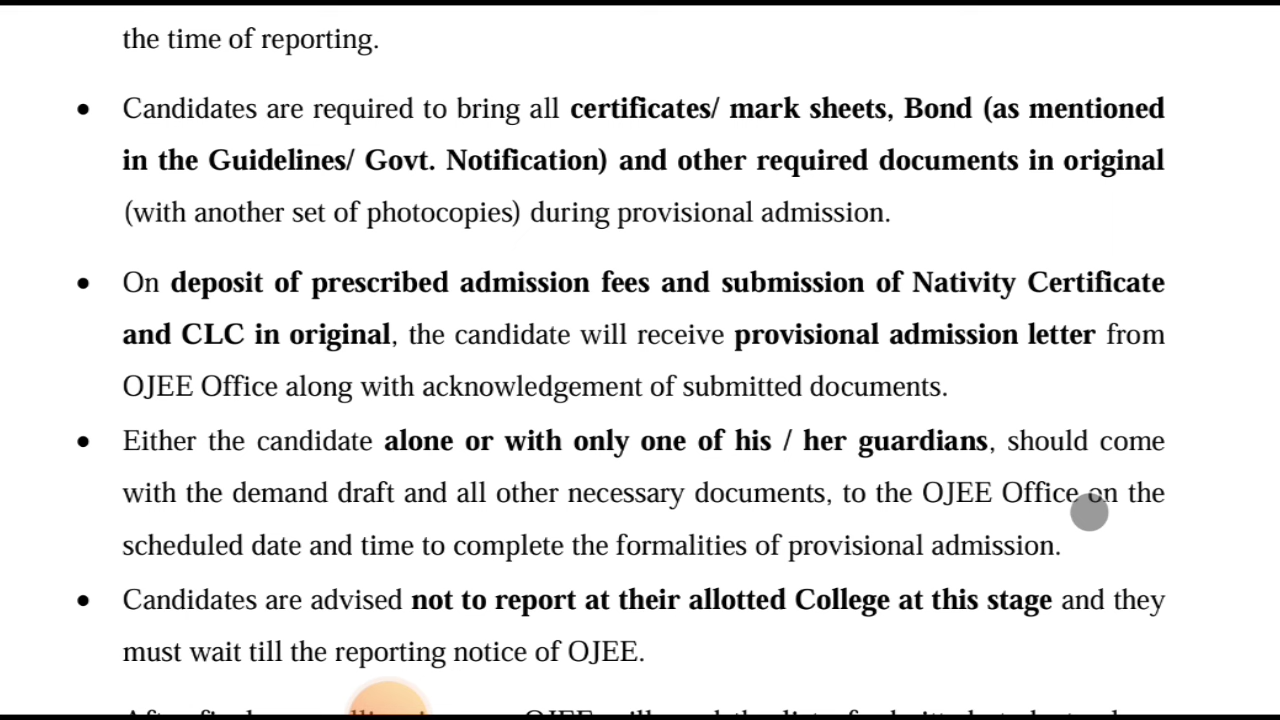 the time of reporting.
• Candidates are required to bring all certificates/ mark sheets, Bond (as mentioned
in the Guidelines/ Govt. Notification) and other required documents in original
(with another set of photocopies) during provisional admission.
• On deposit of prescribed admission fees and submission of Nativity Certificate
and CLC in original, the candidate will receive provisional admission letter from
OJEE Office along with acknowledgement of submitted documents.
• Either the candidate alone or with only one of his / her guardians, should come
with the demand draft and all other necessary documents, to the OJEE Office on the
scheduled date and time to complete the formalities of provisional admission.
• Candidates are advised not to report at their allotted College at this stage and they
must wait till the reporting notice of OJEE.